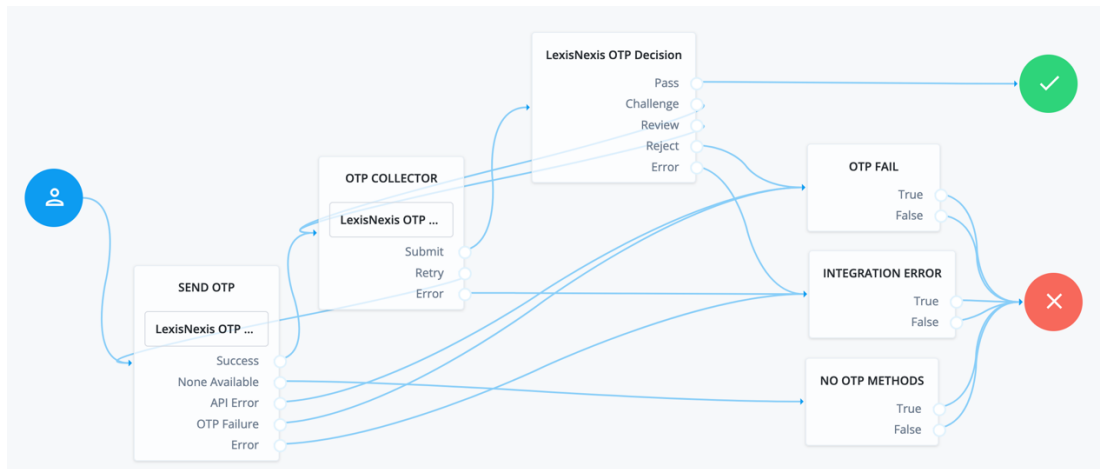 LexisNexis OTP Decision
Pass
Challenge
Review
Reject
Error
OTP COLLECTOR
LexisNexis OTP ...
Submit
Retry
Error
SEND OTP
LexisNexis OTP ...
Success
None Available
API Error
OTP Failure
Error
OTP FAIL
True
False
INTEGRATION ERROR
True
False
NO OTP METHODS
True
False